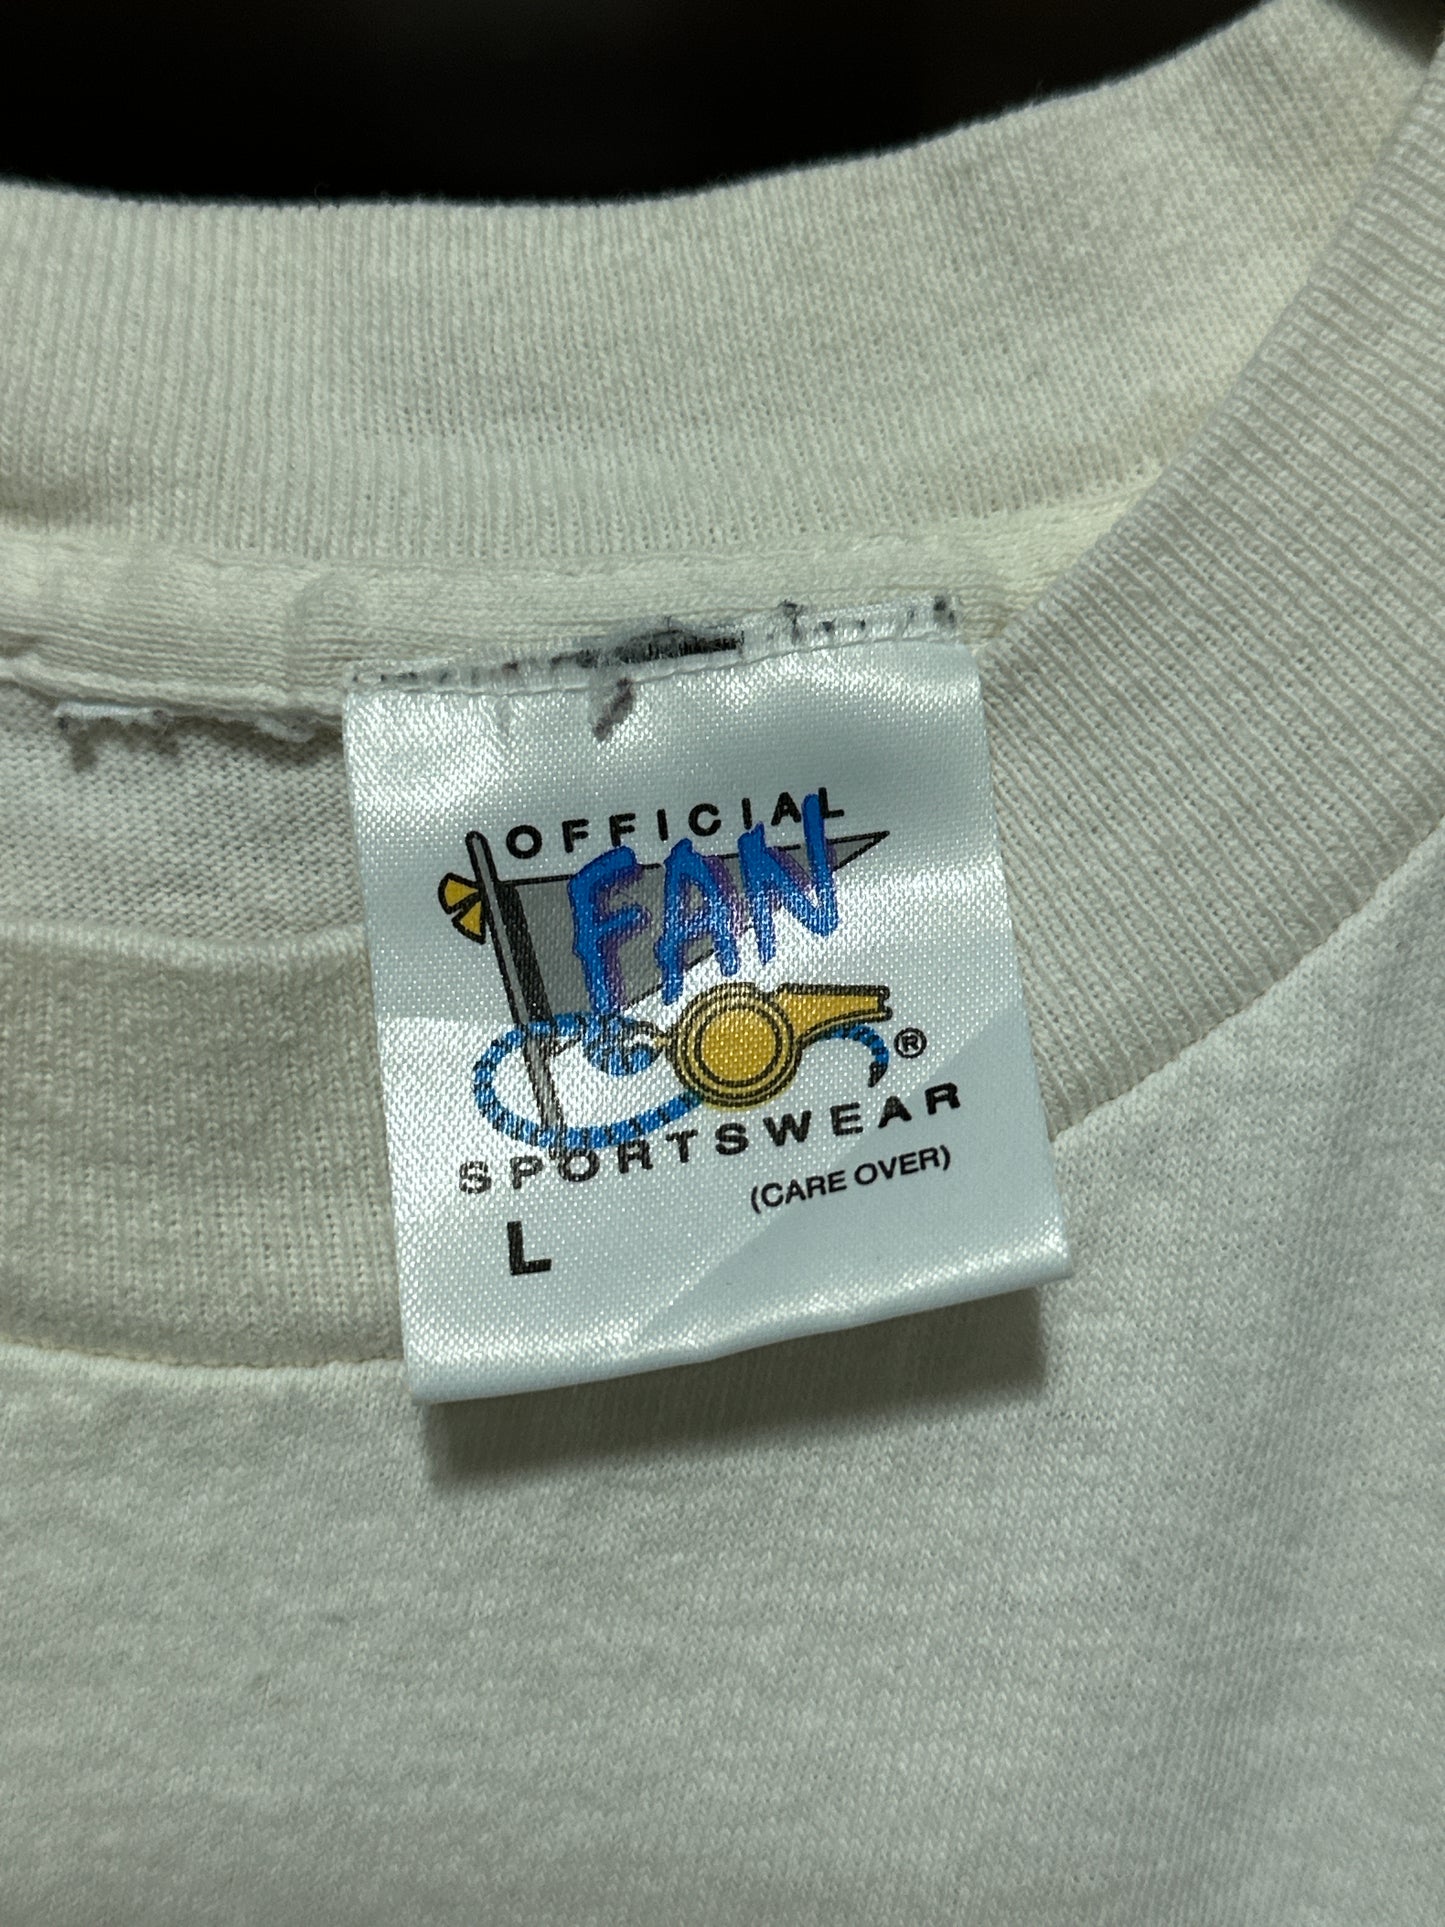 OFFICIAL
FAN
®
SPORTSWEAR
(CARE OVER)
L